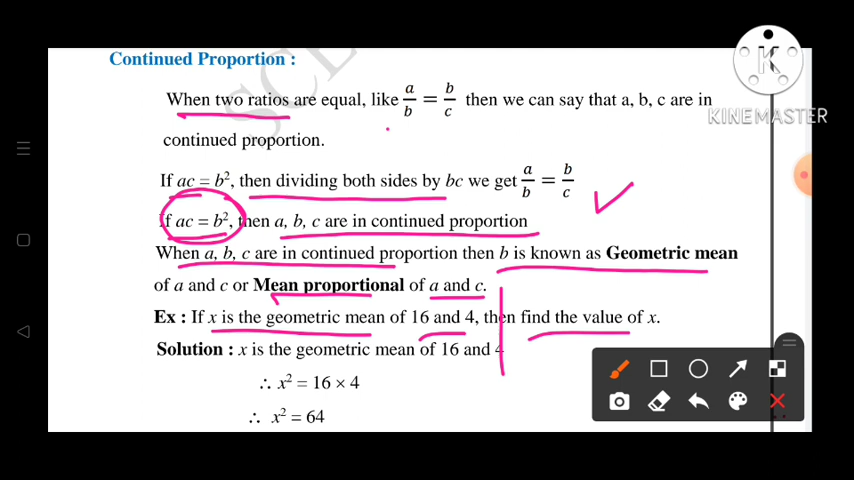 Continued Proportion :
KINEMASTER
When two ratios are equal, like a/b = b/c then we can say that a, b, c are in
continued proportion.
If ac = b², then dividing both sides by bc we get a/b = b/c
If ac = b², then a, b, c are in continued proportion
When a, b, c are in continued proportion then b is known as Geometric mean
of a and c or Mean proportional of a and c.
Ex : If x is the geometric mean of 16 and 4, then find the value of x.
Solution : x is the geometric mean of 16 and 4
∴ x² = 16 × 4
∴ x² = 64